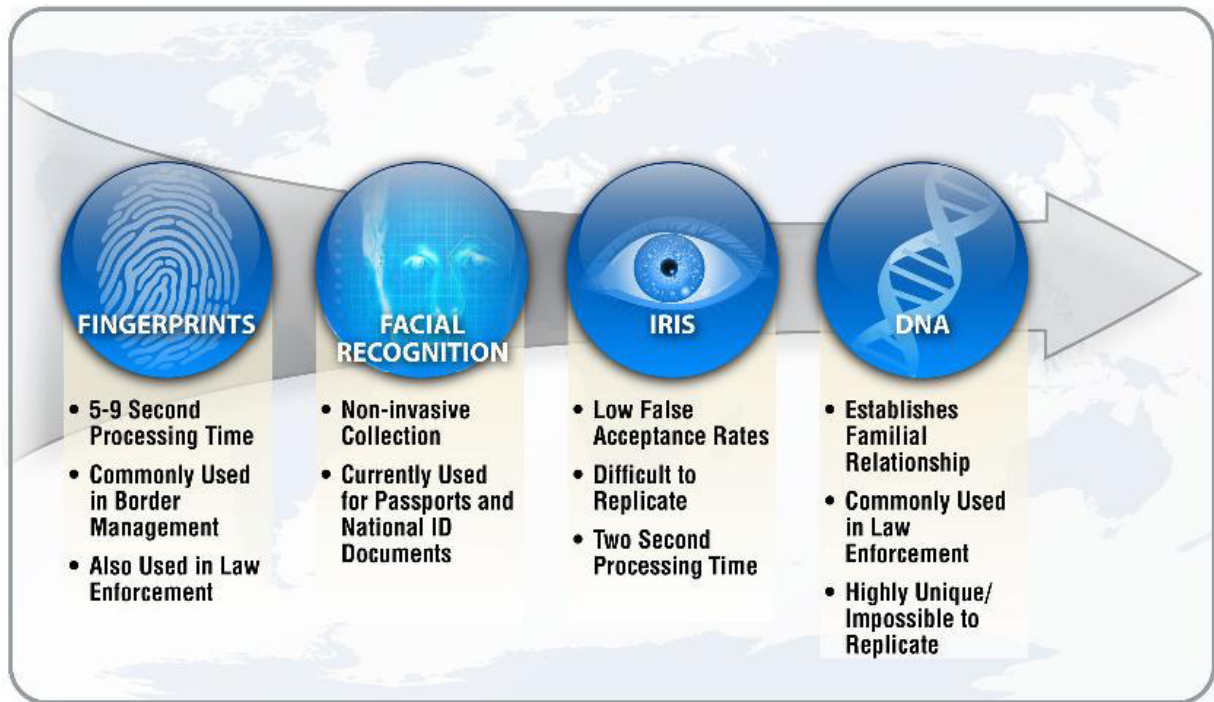 FINGERPRINTS
• 5-9 Second
Processing Time
• Commonly Used
in Border
Management
• Also Used in Law
Enforcement
FACIAL
RECOGNITION
• Non-invasive
Collection
• Currently Used
for Passports and
National ID
Documents
IRIS
• Low False
Acceptance Rates
• Difficult to
Replicate
• Two Second
Processing Time
DNA
• Establishes
Familial
Relationship
• Commonly Used
in Law
Enforcement
• Highly Unique/
Impossible to
Replicate